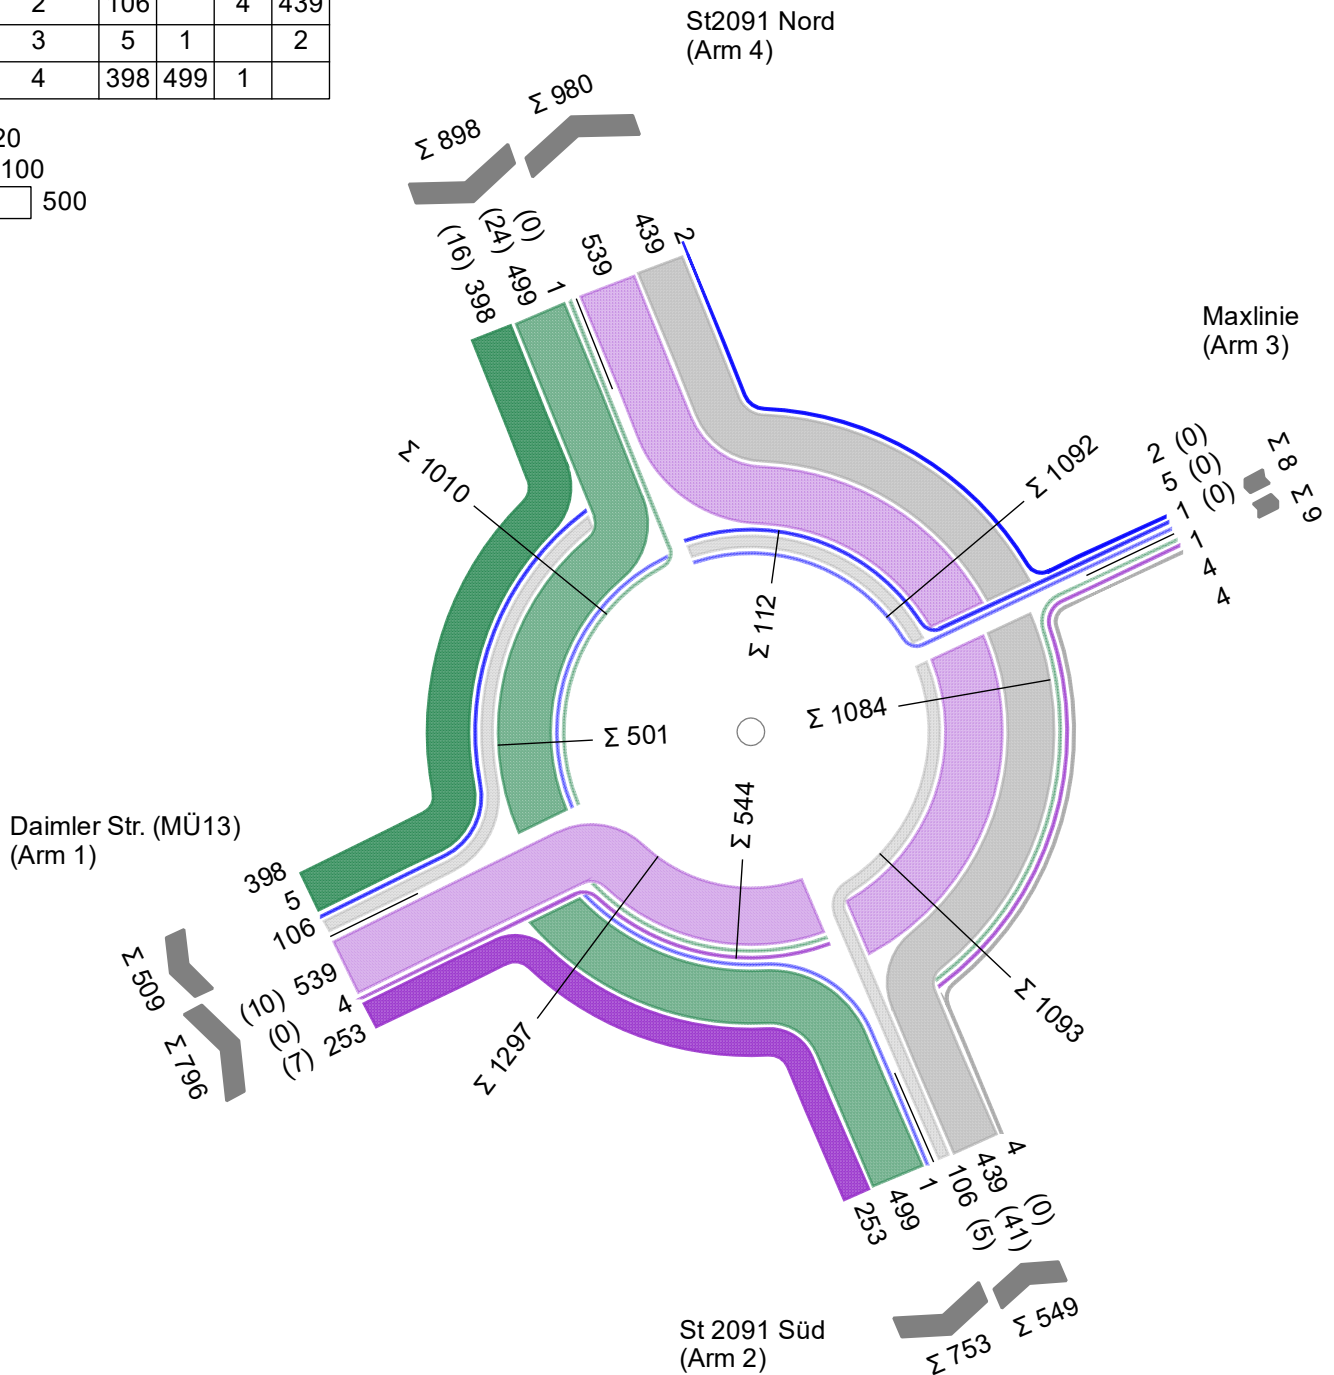 2 106 4 439
3 5 1 2
4 398 499 1
20
100
500
St2091 Nord
(Arm 4)
Σ 980
Σ 898
(16) 398
(24) 499
(0) 1
539
439
2
Maxlinie
(Arm 3)
2 (0)
5 (0)
1 (0)
1
4
4
Σ 8
Σ 9
Σ 1010
Σ 1092
Σ 112
Σ 1084
Σ 501
Σ 544
Σ 1093
Σ 1297
Daimler Str. (MÜ13)
(Arm 1)
398
5
106
(10) 539
(0) 4
(7) 253
Σ 509
Σ 796
253
499
1
106 (5)
439 (41)
4 (0)
Σ 753
Σ 549
St 2091 Süd
(Arm 2)